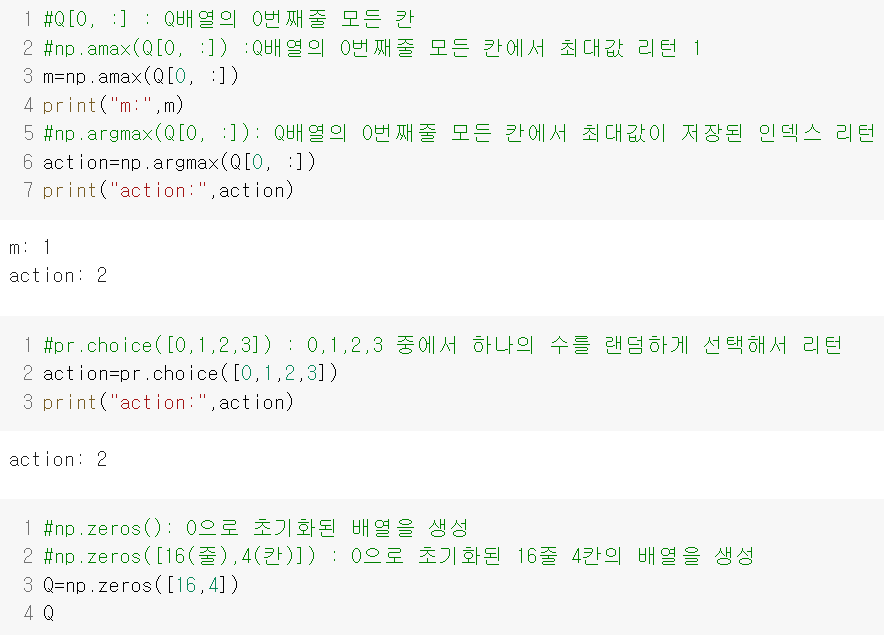 1 #Q[0, :] : Q배열의 0번째줄 모든 칸
2 #np.amax(Q[0, :]) :Q배열의 0번째줄 모든 칸에서 최대값 리턴 1
3 m=np.amax(Q[0, :])
4 print("m:",m)
5 #np.argmax(Q[0, :]): Q배열의 0번째줄 모든 칸에서 최대값이 저장된 인덱스 리턴
6 action=np.argmax(Q[0, :])
7 print("action:",action)
m: 1
action: 2
1 #pr.choice([0,1,2,3]) : 0,1,2,3 중에서 하나의 수를 랜덤하게 선택해서 리턴
2 action=pr.choice([0,1,2,3])
3 print("action:",action)
action: 2
1 #np.zeros(): 0으로 초기화된 배열을 생성
2 #np.zeros([16(줄),4(칸)]) : 0으로 초기화된 16줄 4칸의 배열을 생성
3 Q=np.zeros([16,4])
4 Q